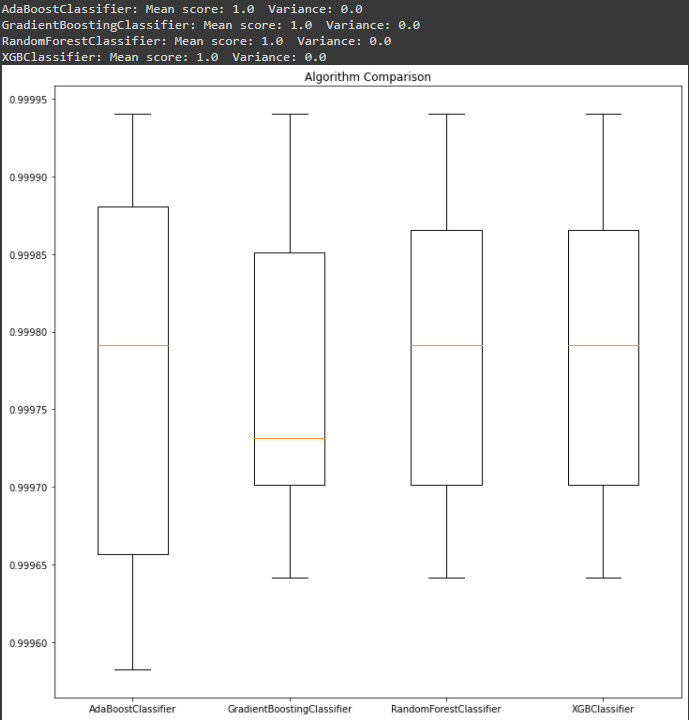 AdaBoostClassifier: Mean score: 1.0  Variance: 0.0
GradientBoostingClassifier: Mean score: 1.0  Variance: 0.0
RandomForestClassifier: Mean score: 1.0  Variance: 0.0
XGBClassifier: Mean score: 1.0  Variance: 0.0
Algorithm Comparison
0.99995
0.99990
0.99985
0.99980
0.99975
0.99970
0.99965
0.99960
AdaBoostClassifier GradientBoostingClassifier RandomForestClassifier XGBClassifier